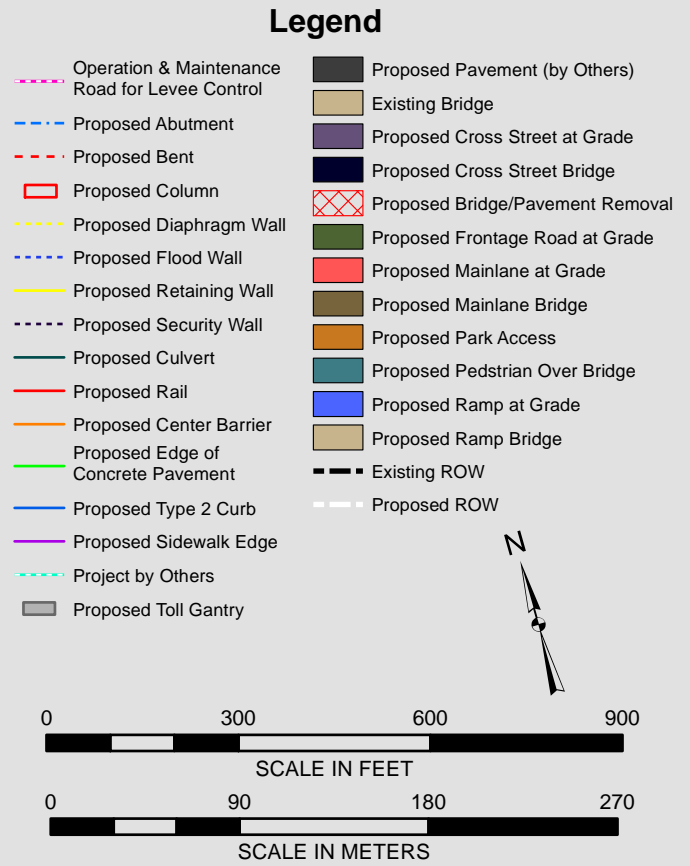 Legend
Operation & Maintenance
Road for Levee Control
Proposed Abutment
Proposed Bent
Proposed Column
Proposed Diaphragm Wall
Proposed Flood Wall
Proposed Retaining Wall
Proposed Security Wall
Proposed Culvert
Proposed Rail
Proposed Center Barrier
Proposed Edge of
Concrete Pavement
Proposed Type 2 Curb
Proposed Sidewalk Edge
Project by Others
Proposed Toll Gantry
Proposed Pavement (by Others)
Existing Bridge
Proposed Cross Street at Grade
Proposed Cross Street Bridge
Proposed Bridge/Pavement Removal
Proposed Frontage Road at Grade
Proposed Mainlane at Grade
Proposed Mainlane Bridge
Proposed Park Access
Proposed Pedstrian Over Bridge
Proposed Ramp at Grade
Proposed Ramp Bridge
Existing ROW
Proposed ROW
N
0 300 600 900
SCALE IN FEET
0 90 180 270
SCALE IN METERS